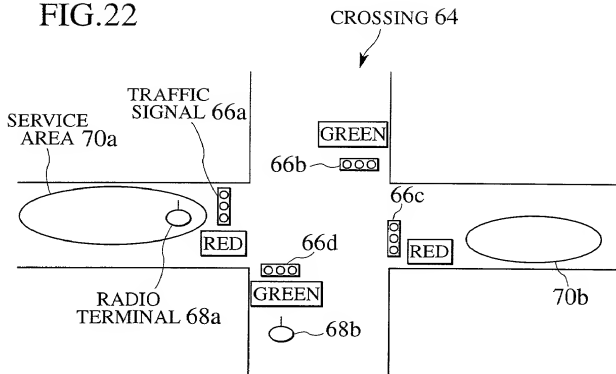 FIG.22
CROSSING 64
TRAFFIC
SIGNAL 66a
SERVICE
AREA 70a
GREEN
66b
66c
RED
66d
RED
GREEN
70b
RADIO
TERMINAL 68a
68b